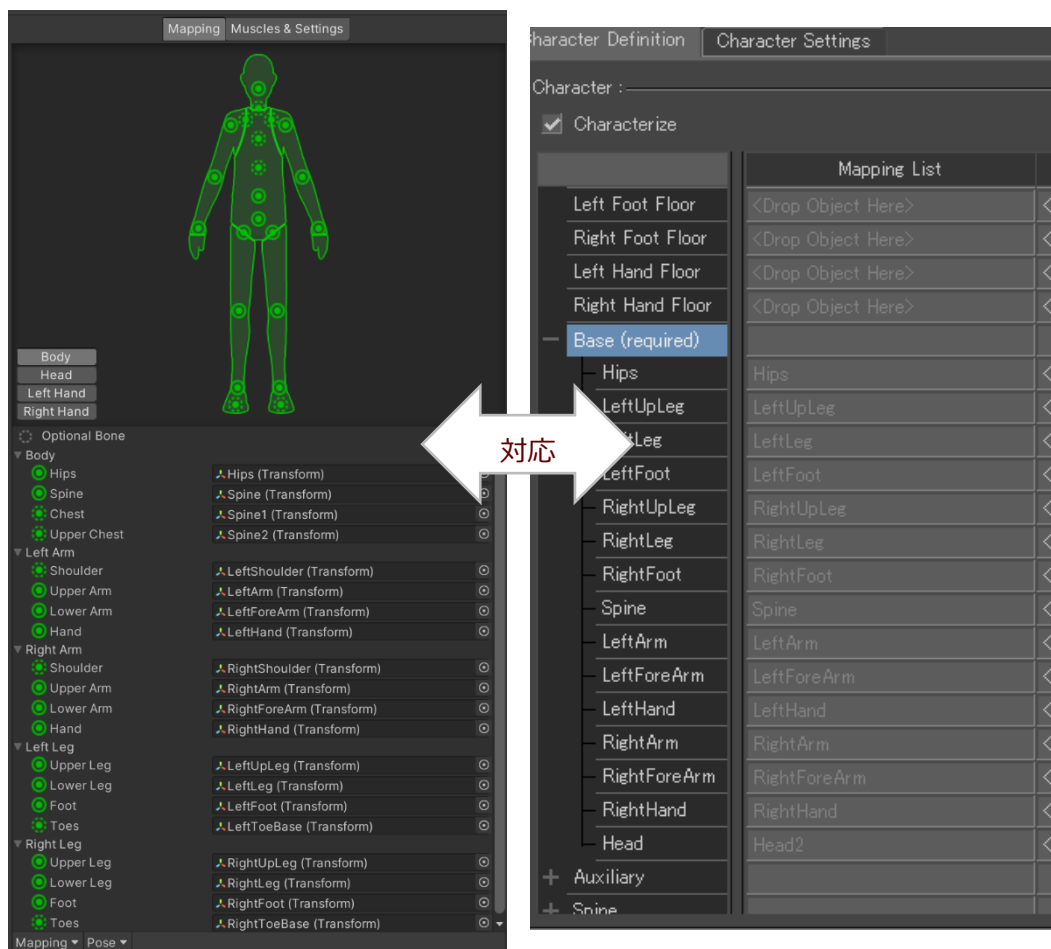 Mapping Muscles & Settings
Body
Head
Left Hand
Right Hand
Optional Bone
Body
Hips Hips (Transform)
Spine Spine (Transform)
Chest Spine1 (Transform)
Upper Chest Spine2 (Transform)
Left Arm
Shoulder LeftShoulder (Transform)
Upper Arm LeftArm (Transform)
Lower Arm LeftForeArm (Transform)
Hand LeftHand (Transform)
Right Arm
Shoulder RightShoulder (Transform)
Upper Arm RightArm (Transform)
Lower Arm RightForeArm (Transform)
Hand RightHand (Transform)
Left Leg
Upper Leg LeftUpLeg (Transform)
Lower Leg LeftLeg (Transform)
Foot LeftFoot (Transform)
Toes LeftToeBase (Transform)
Right Leg
Upper Leg RightUpLeg (Transform)
Lower Leg RightLeg (Transform)
Foot RightFoot (Transform)
Toes RightToeBase (Transform)
Mapping Pose
対応
haracter Definition Character Settings
Character :
Characterize
Mapping List
Left Foot Floor <Drop Object Here>
Right Foot Floor <Drop Object Here>
Left Hand Floor <Drop Object Here>
Right Hand Floor <Drop Object Here>
Base (required)
Hips Hips
LeftUpLeg LeftUpLeg
tLeg LeftLeg
LeftFoot LeftFoot
RightUpLeg RightUpLeg
RightLeg RightLeg
RightFoot RightFoot
Spine Spine
LeftArm LeftArm
LeftForeArm LeftForeArm
LeftHand LeftHand
RightArm RightArm
RightForeArm RightForeArm
RightHand RightHand
Head Head2
Auxiliary
Spine